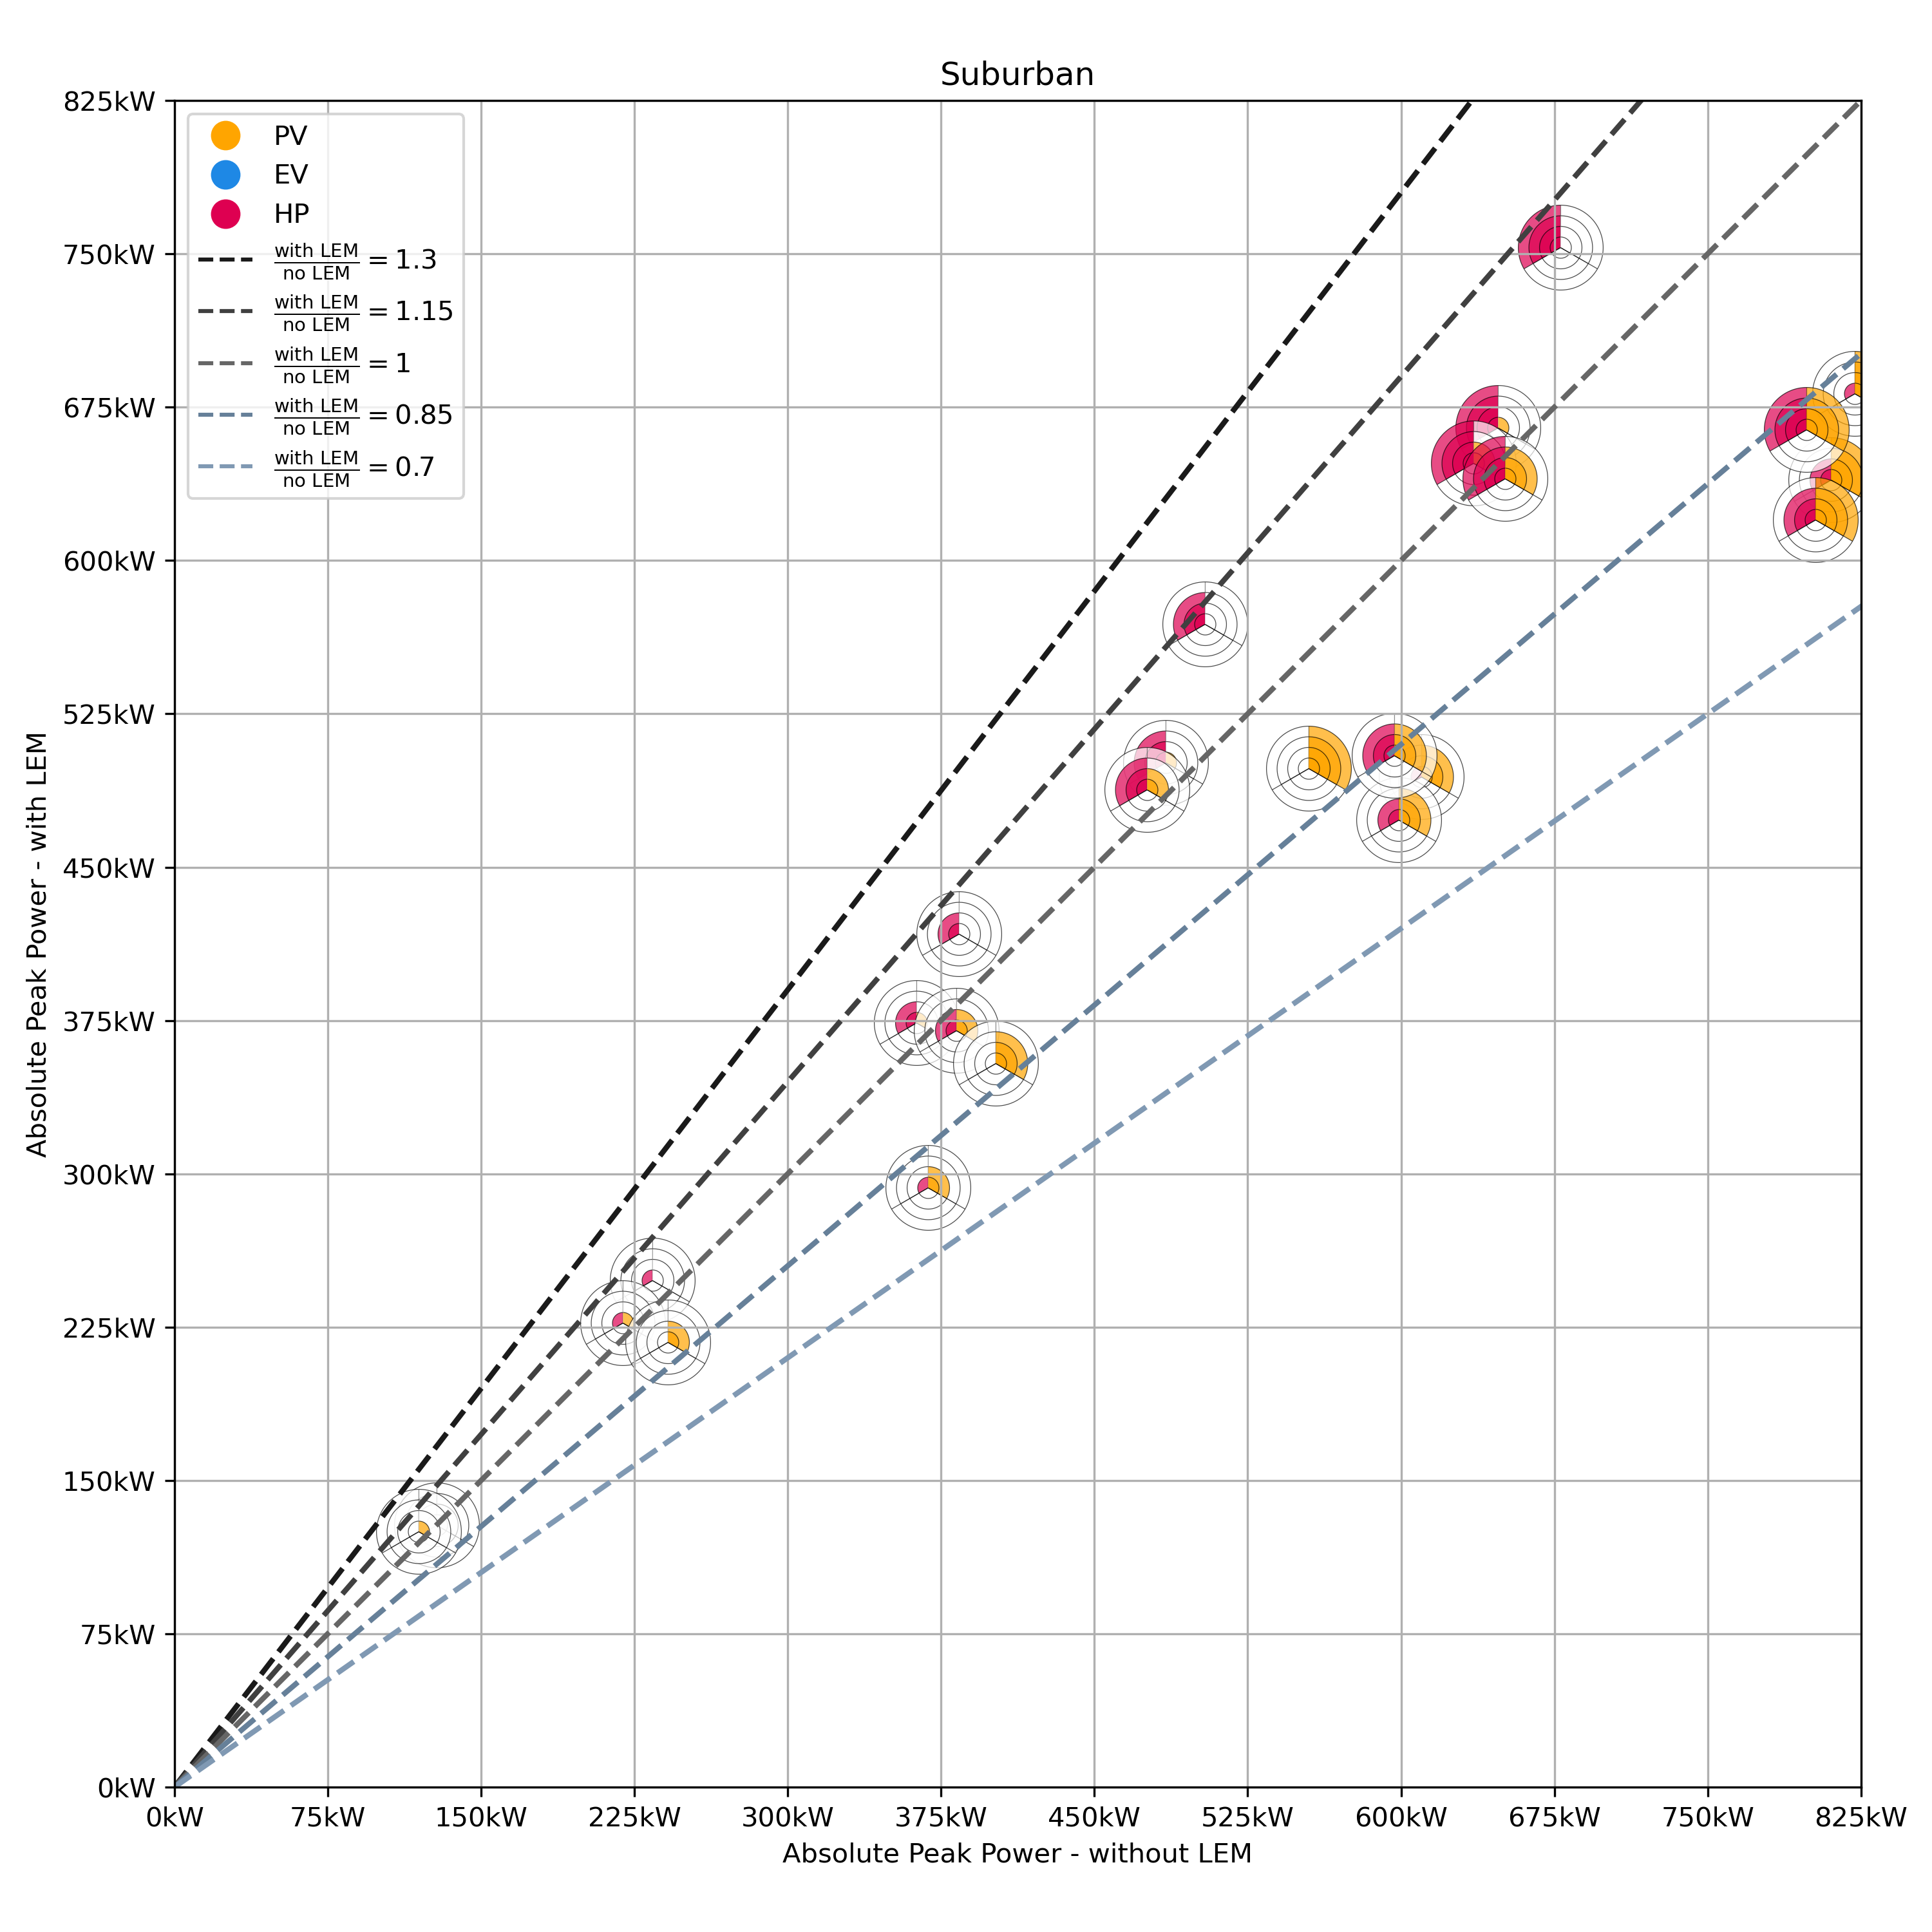 Suburban
825kW
750kW
675kW
600kW
525kW
450kW
375kW
300kW
225kW
150kW
75kW
0kW
Absolute Peak Power - with LEM
PV
EV
HP
with LEM / no LEM = 1.3
with LEM / no LEM = 1.15
with LEM / no LEM = 1
with LEM / no LEM = 0.85
with LEM / no LEM = 0.7
0kW 75kW 150kW 225kW 300kW 375kW 450kW 525kW 600kW 675kW 750kW 825kW
Absolute Peak Power - without LEM